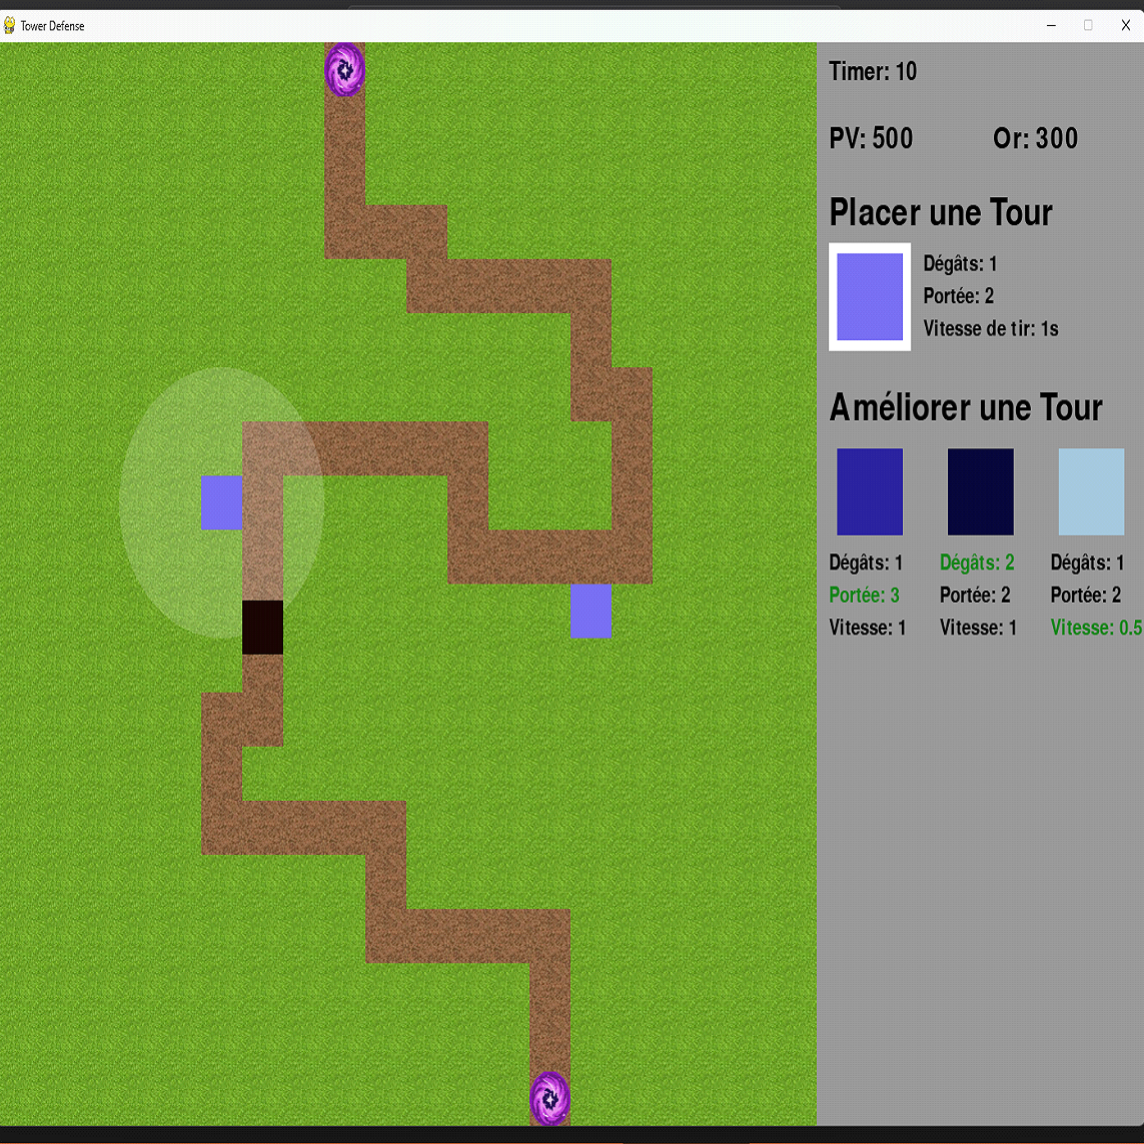 Tower Defense
Timer: 10
PV: 500 Or: 300
Placer une Tour
Dégâts: 1
Portée: 2
Vitesse de tir: 1s
Améliorer une Tour
Dégâts: 1 Dégâts: 2 Dégâts: 1
Portée: 3 Portée: 2 Portée: 2
Vitesse: 1 Vitesse: 1 Vitesse: 0.5